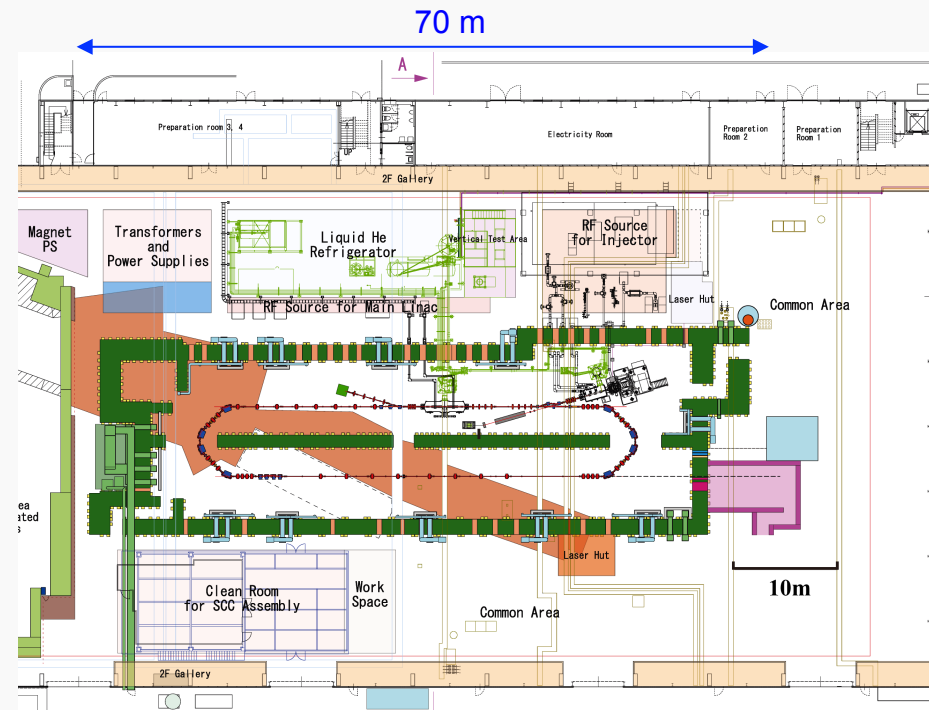 70 m
A
Preparation room 3, 4
UP
Electricity Room
Preparetion
Room 2
Preparation
Room 1
2F Gallery
Magnet
PS
Transformers
and
Power Supplies
Liquid He
Refrigerator
Vertical Test Area
RF Source
for Injector
Laser Hut
RF Source for Main Linac
Common Area
ea
ated
s
Laser Hut
Clean Room
for SCC Assembly
Work
Space
Common Area
10m
2F Gallery